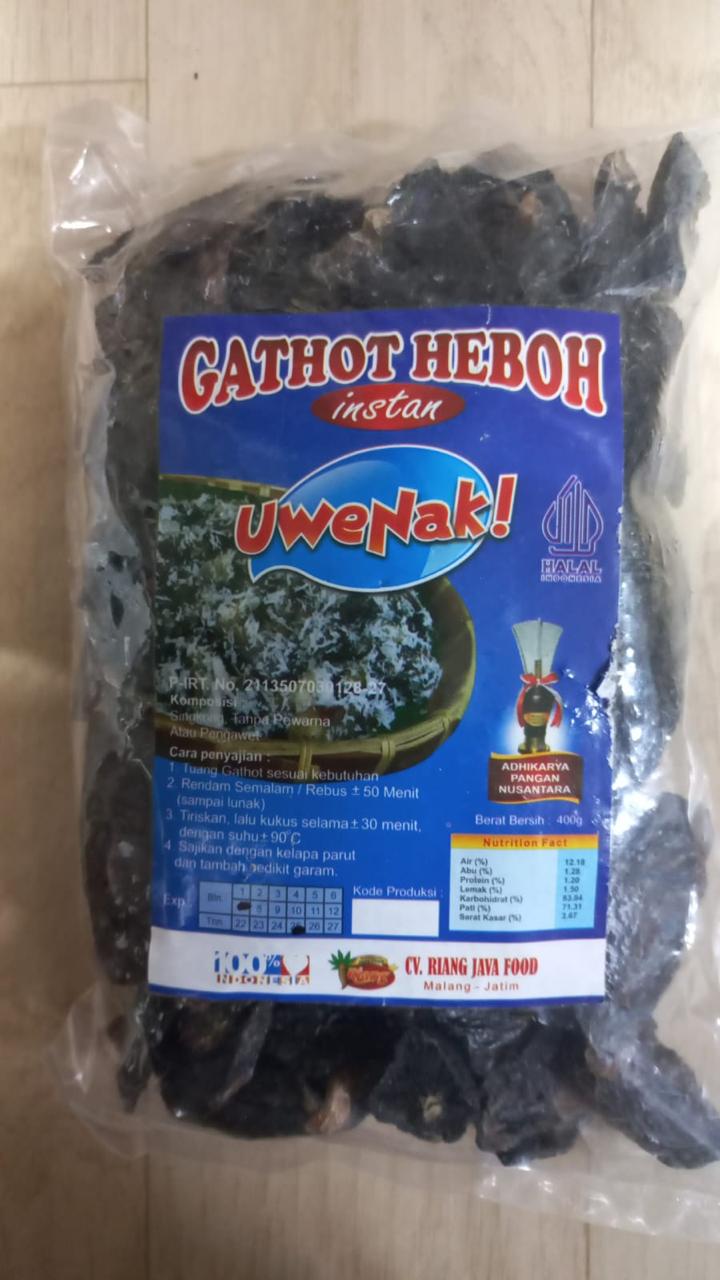 GATHOT HEBOH
instan
uweNak!
HALAL
INDONESIA
P-IRT. No. 2113507030128-27
Komposisi :
Singkong, Tanpa Pewarna
Atau Pengawet
Cara penyajian :
1. Tuang Gathot sesuai kebutuhan
2. Rendam Semalam / Rebus ± 50 Menit
(sampai lunak)
3. Tiriskan, lalu kukus selama ± 30 menit,
dengan suhu ± 90°C
4. Sajikan dengan kelapa parut
dan tambah sedikit garam.
ADHIKARYA
PANGAN
NUSANTARA
Berat Bersih : 400g
Nutrition Fact
Air (%) 12.18
Abu (%) 1.28
Protein (%) 1.20
Lemak (%) 1.50
Karbohidrat (%) 83.84
Pati (%) 71.31
Serat Kasar (%) 2.67
Exp :
Bln. 1 2 3 4 5 6
8 9 10 11 12
Thn. 22 23 24 26 27
Kode Produksi :
100% INDONESIA
CV. RIANG JAVA FOOD
Malang - Jatim